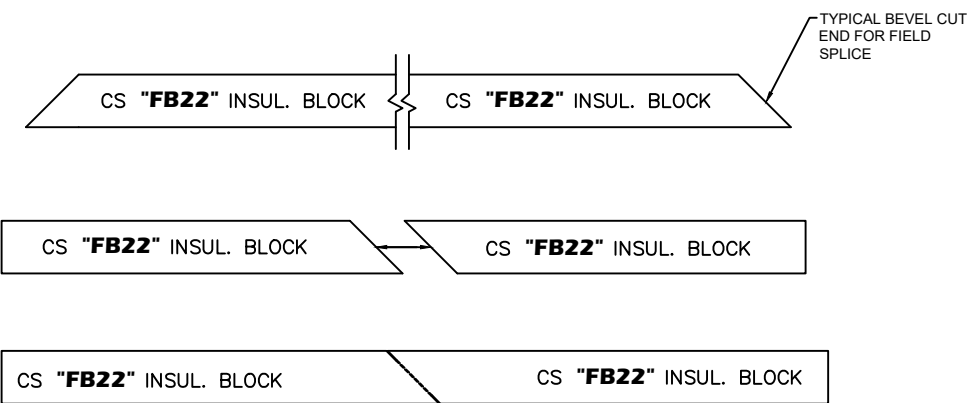 TYPICAL BEVEL CUT
END FOR FIELD
SPLICE
CS "FB22" INSUL. BLOCK CS "FB22" INSUL. BLOCK
CS "FB22" INSUL. BLOCK CS "FB22" INSUL. BLOCK
CS "FB22" INSUL. BLOCK CS "FB22" INSUL. BLOCK